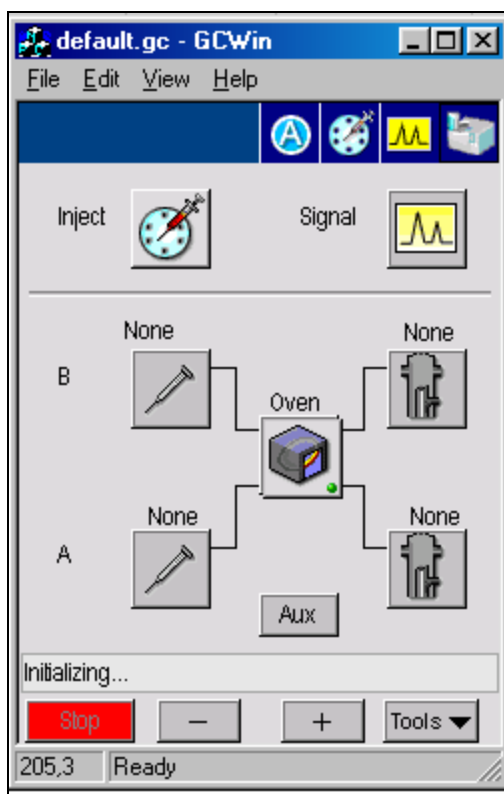 default.gc - GCWin
File Edit View Help
A
Inject Signal
None None
B
Oven
None None
A
Aux
Initializing...
Stop − + Tools
205,3 Ready